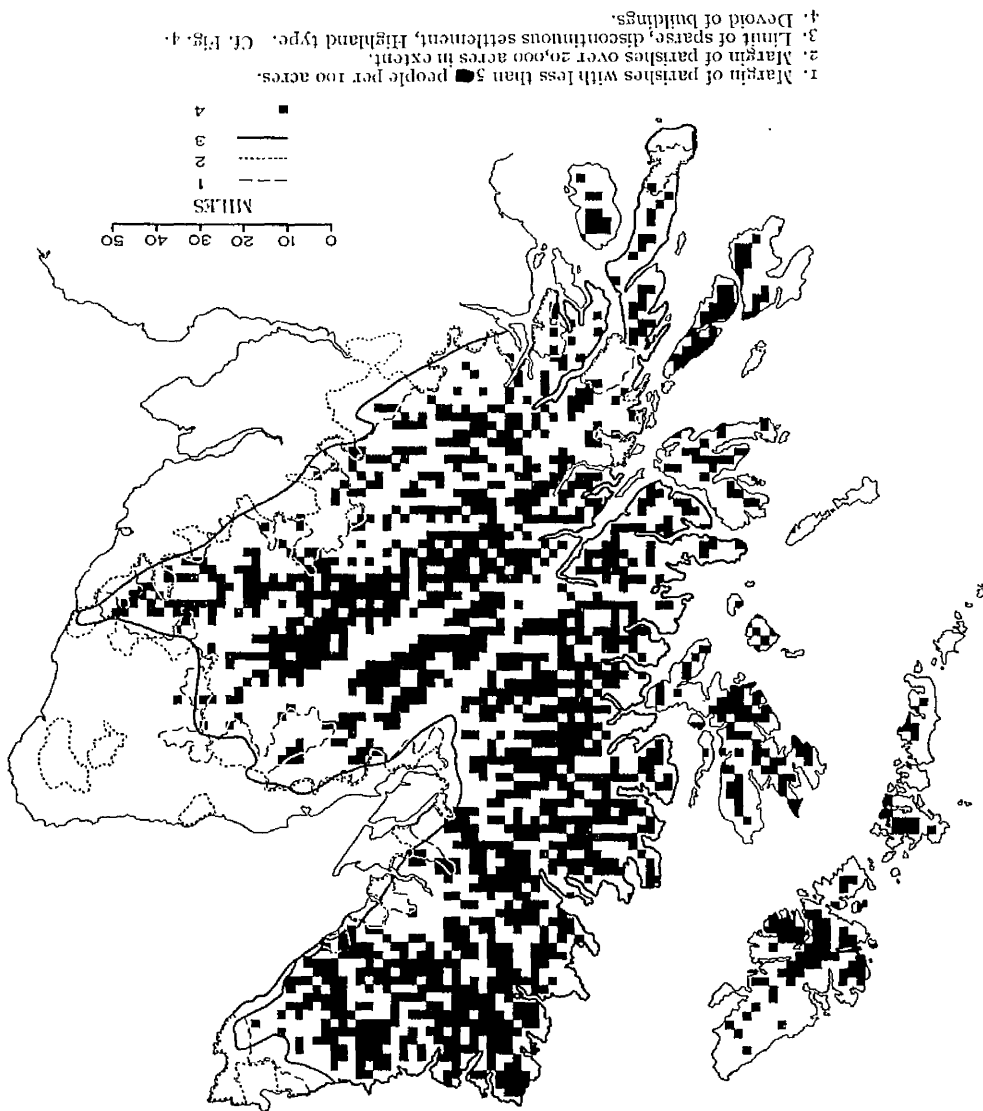 0 10 20 30 40 50
MILES
1
2
3
4
1. Margin of parishes with less than 5 people per 100 acres.
2. Margin of parishes over 20,000 acres in extent.
3. Limit of sparse, discontinuous settlement, Highland type. Cf. Fig. 4.
4. Devoid of buildings.